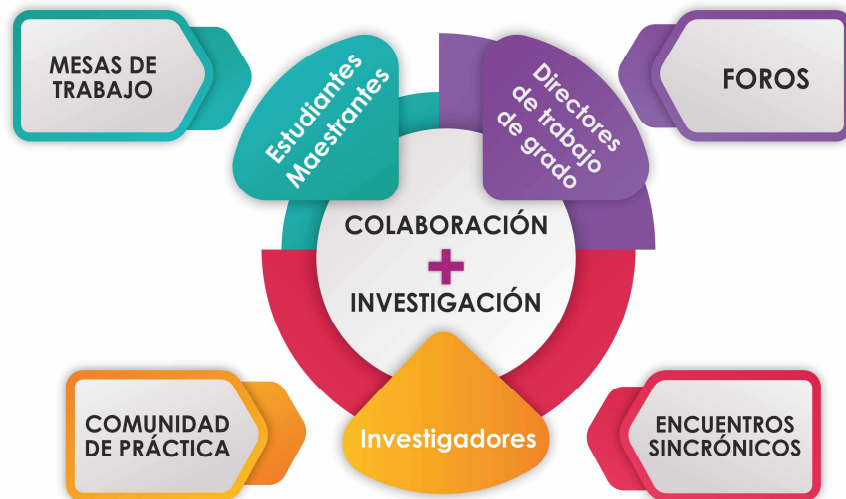 MESAS DE
TRABAJO
Estudiantes
Maestrantes
Directores
de trabajo
de grado
FOROS
COLABORACIÓN
+
INVESTIGACIÓN
COMUNIDAD
DE PRÁCTICA
Investigadores
ENCUENTROS
SINCRÓNICOS